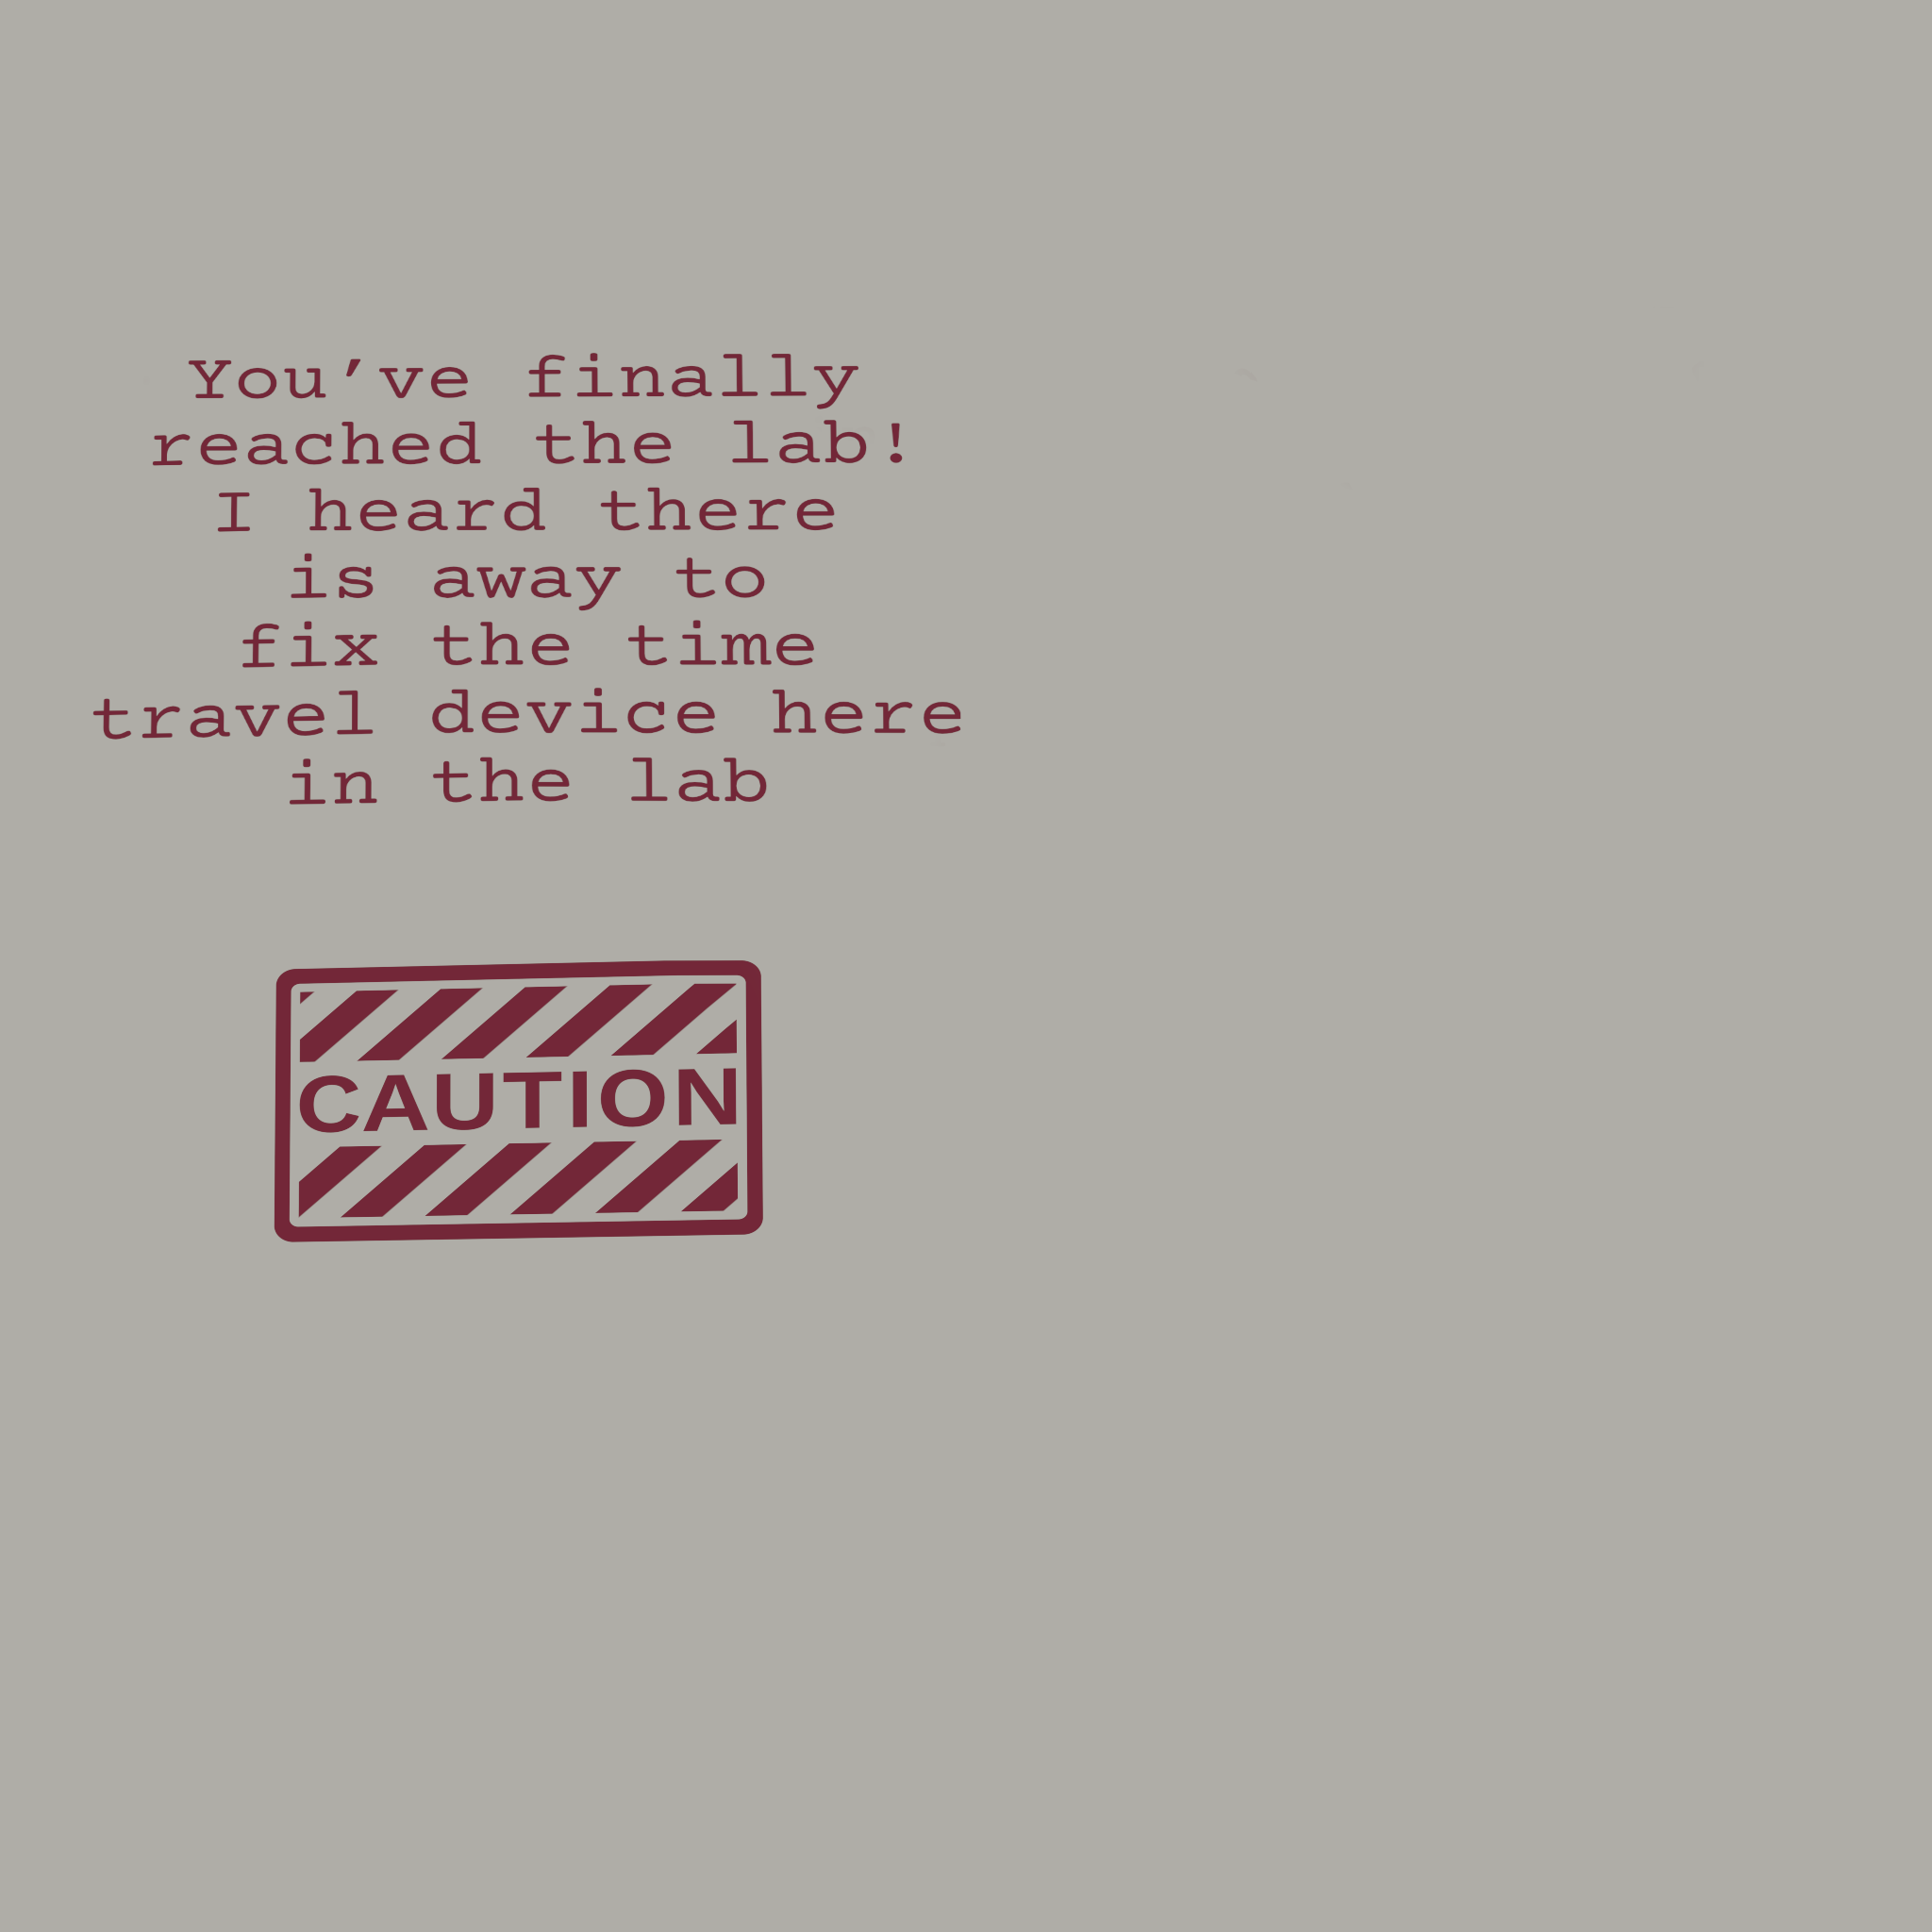 You've finally
reached the lab!
I heard there
is away to
fix the time
travel device here
in the lab
CAUTION